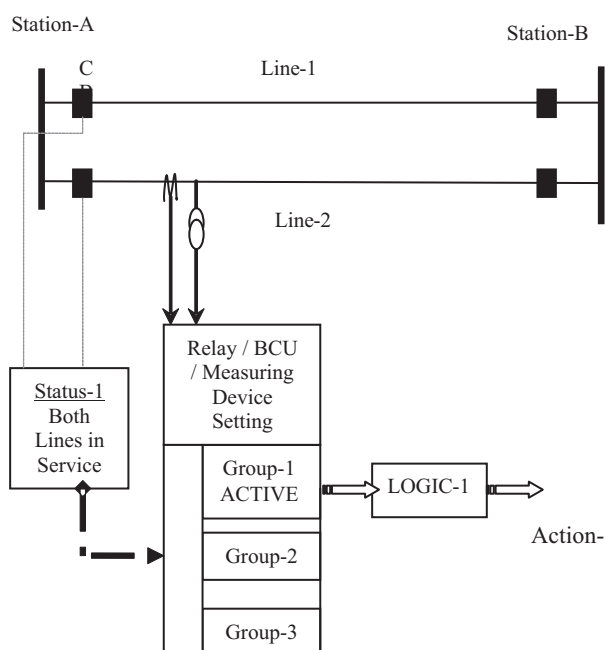 Station-A
Station-B
C
B
Line-1
Line-2
Relay / BCU
/ Measuring
Device
Setting
Status-1
Both
Lines in
Service
Group-1
ACTIVE
LOGIC-1
Action-
Group-2
Group-3